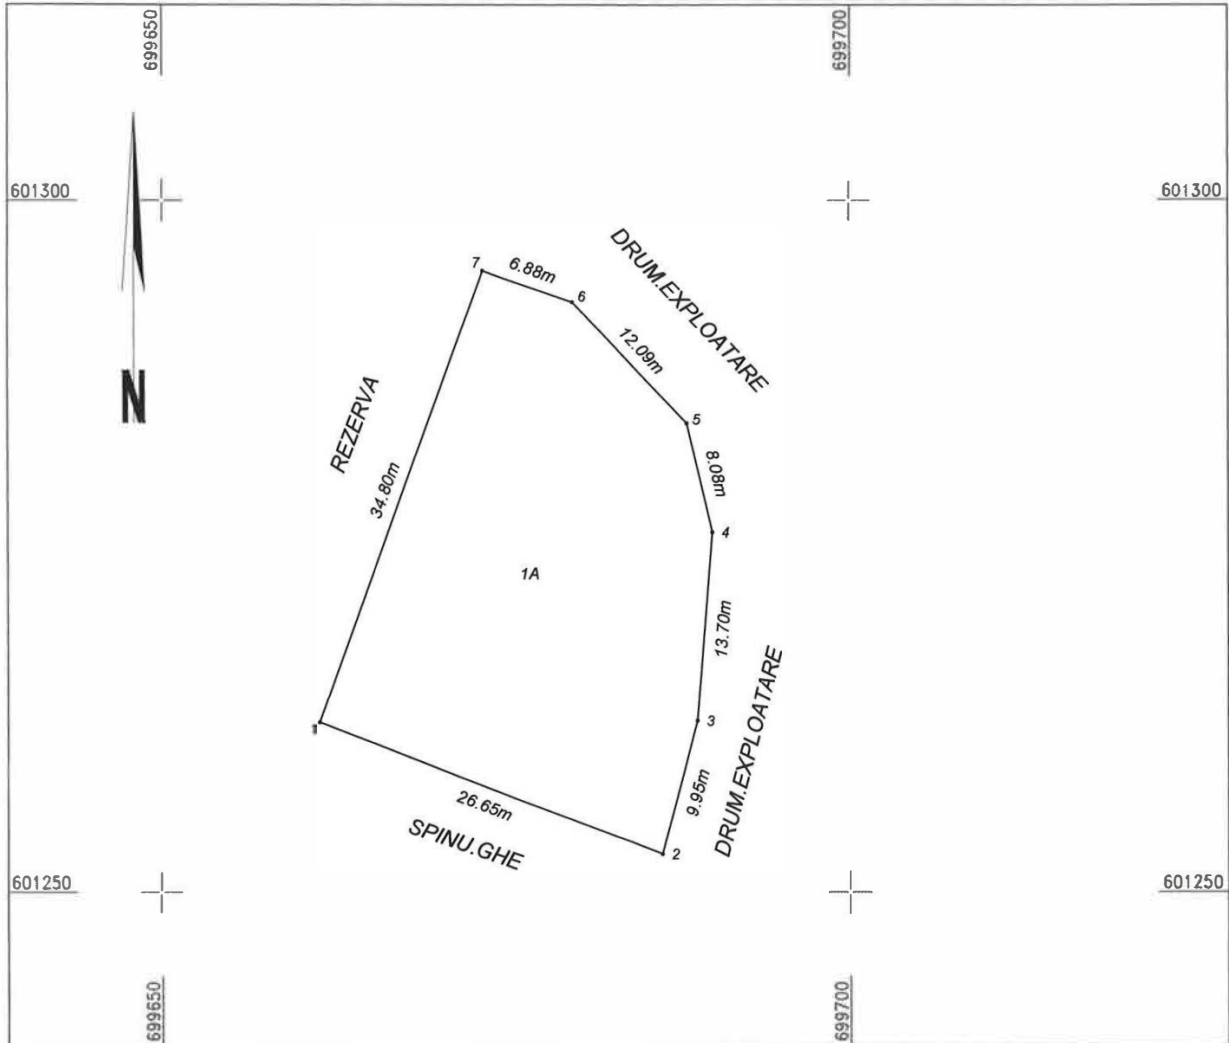 699650
699700
601300
601300
N
DRUM.EXPLOATARE
7
6.88m
6
12.09m
REZERVA
5
34.80m
8.08m
4
1A
13.70m
DRUM.EXPLOATARE
3
1
9.95m
26.65m
SPINU.GHE
2
601250
601250
699650
699700